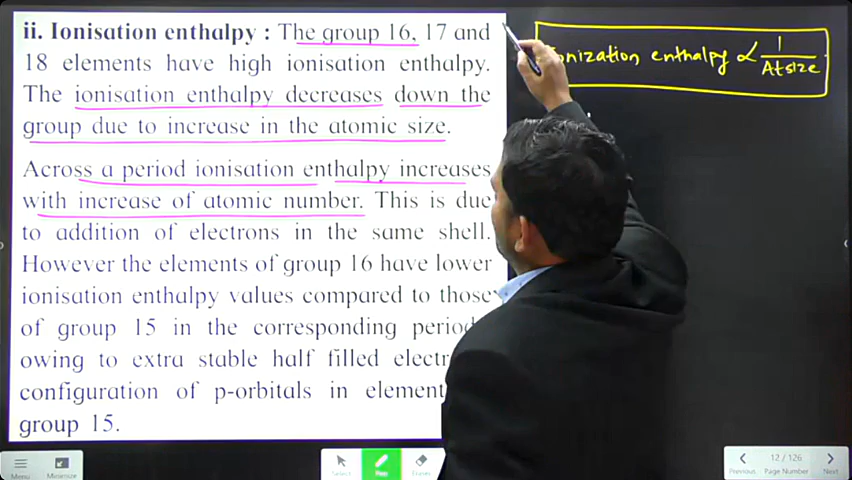 ii. Ionisation enthalpy : The group 16, 17 and
18 elements have high ionisation enthalpy.
The ionisation enthalpy decreases down the
group due to increase in the atomic size.
Across a period ionisation enthalpy increases
with increase of atomic number. This is due
to addition of electrons in the same shell.
However the elements of group 16 have lower
ionisation enthalpy values compared to those
of group 15 in the corresponding period
owing to extra stable half filled electr
configuration of p-orbitals in element
group 15.
onization enthalpy ∝ 1/At size
Menu
Minimize
Select
Pen
Eraser
12 / 126
Previous Page Number Next